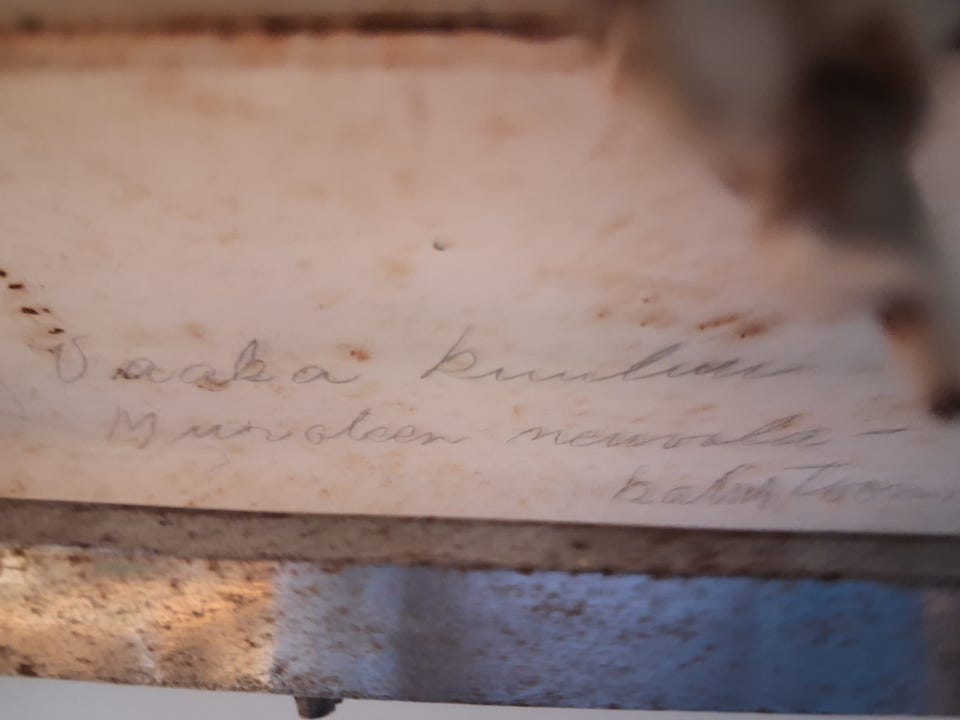 Vaaka kuuluu
Muroleen neuvola-
kalustoon.